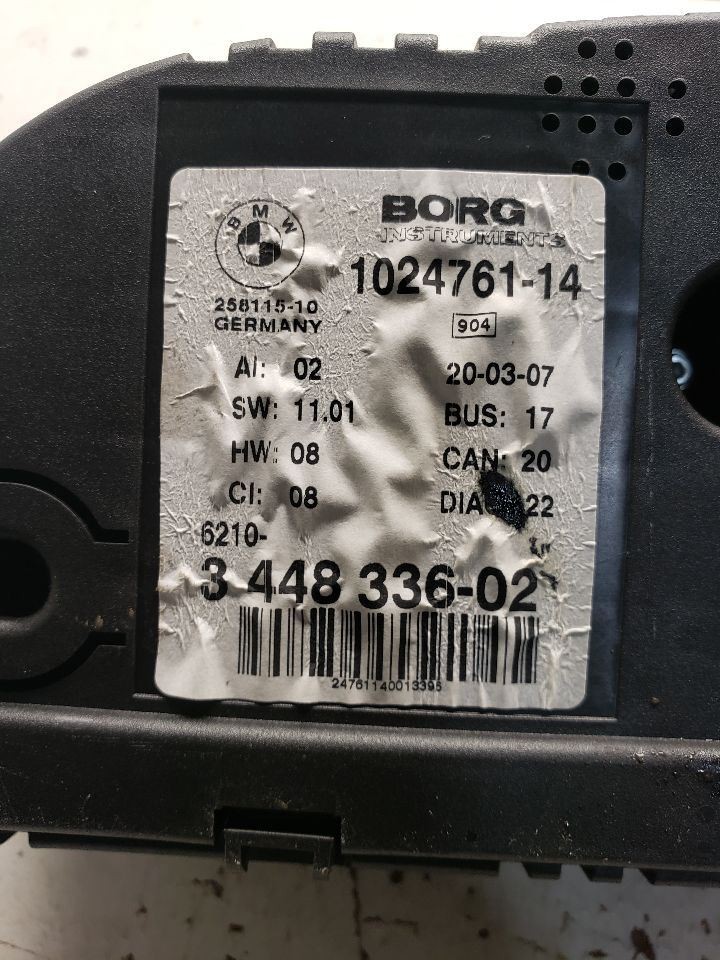 BMW
BORG
INSTRUMENTS
1024761-14
258115-10
GERMANY
904
AI: 02
20-03-07
SW: 11.01
BUS: 17
HW: 08
CAN: 20
CI: 08
22
6210-
3 448 336-02
24761140013395